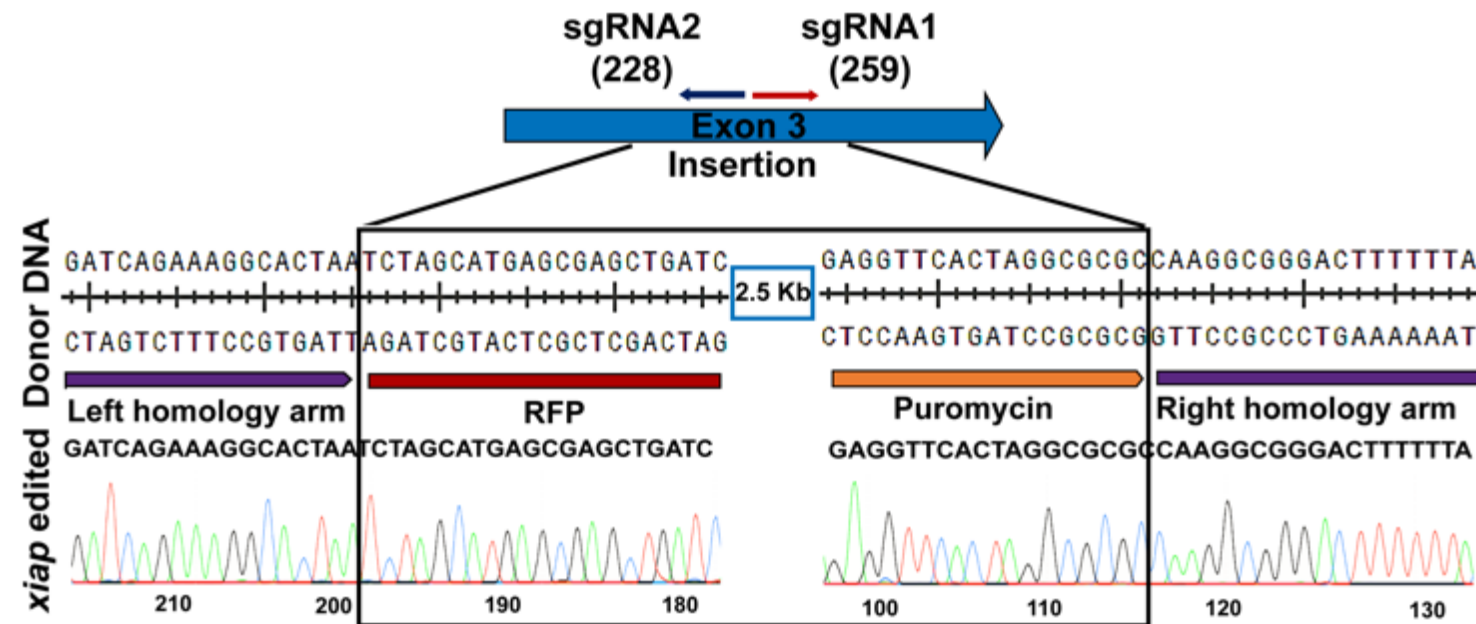 sgRNA2 sgRNA1
(228) (259)
Exon 3
Insertion
Donor DNA
GATCAGAAAGGCACTAATCTAGCATGAGCGAGCTGATC GAGGTTCACTAGGCGCGCCAAGGCGGGACTTTTTTA
2.5 Kb
CTAGTCTTTCCGTGATTAGATCGTACTCGCTCGACTAG CTCCAAGTGATCCGCGCGGTTCCGCCCTGAAAAAAT
Left homology arm RFP Puromycin Right homology arm
xiap edited
GATCAGAAAGGCACTAATCTAGCATGAGCGAGCTGATC GAGGTTCACTAGGCGCGCCAAGGCGGGACTTTTTTA
210 200 190 180 100 110 120 130